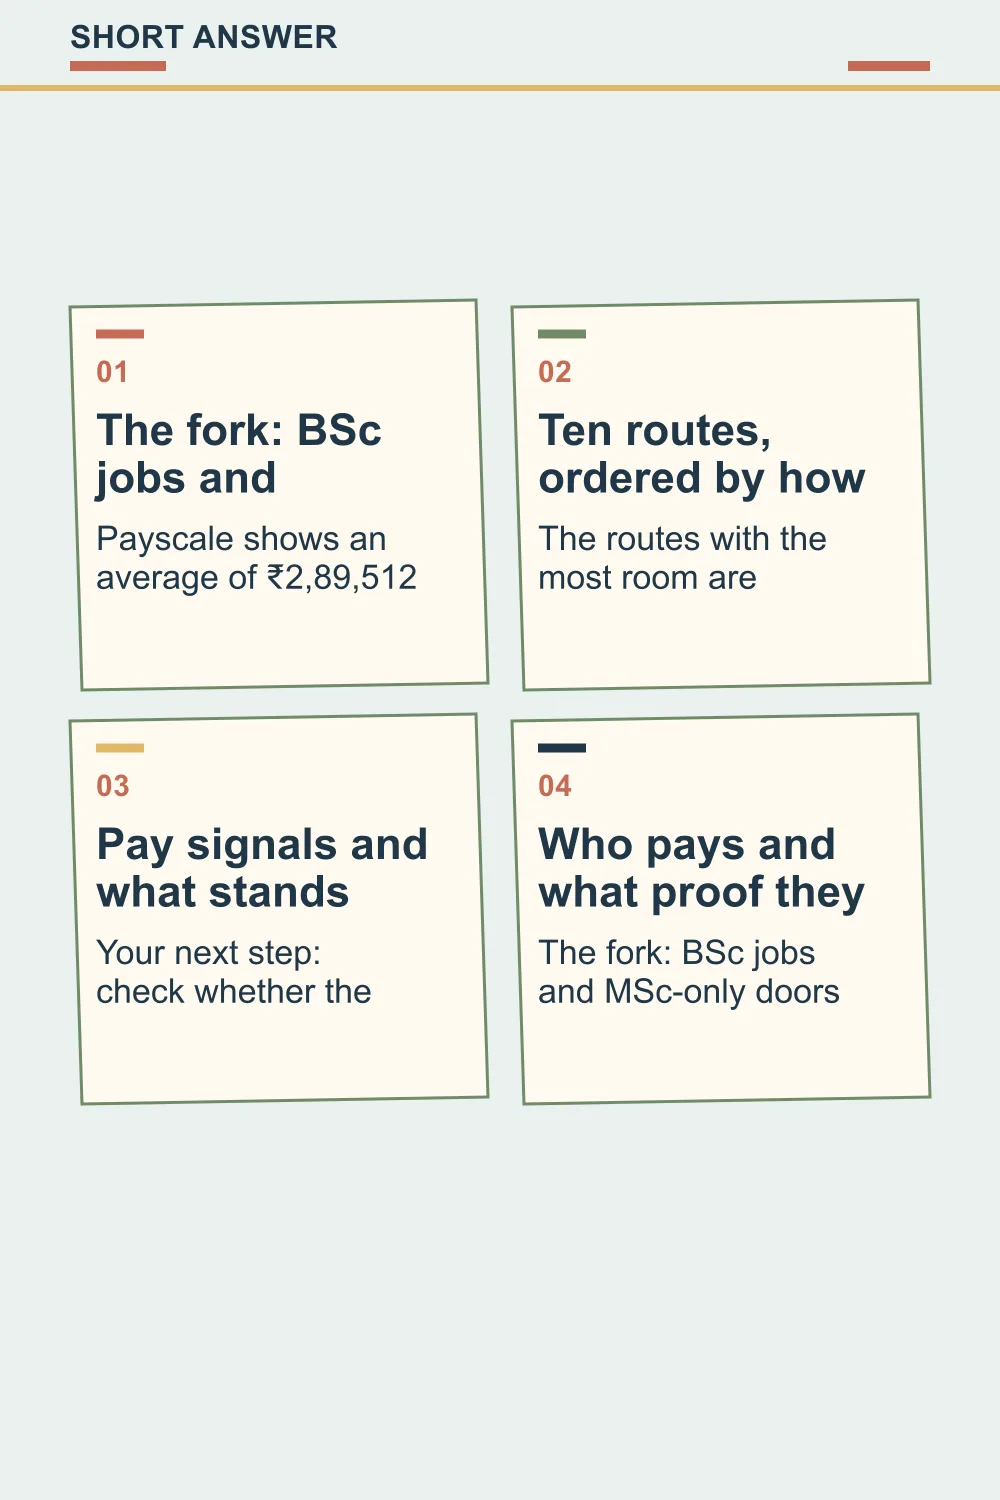 SHORT ANSWER
01
The fork: BSc
jobs and
Payscale shows an
average of ₹2,89,512
02
Ten routes,
ordered by how
The routes with the
most room are
03
Pay signals and
what stands
Your next step:
check whether the
04
Who pays and
what proof they
The fork: BSc jobs
and MSc-only doors